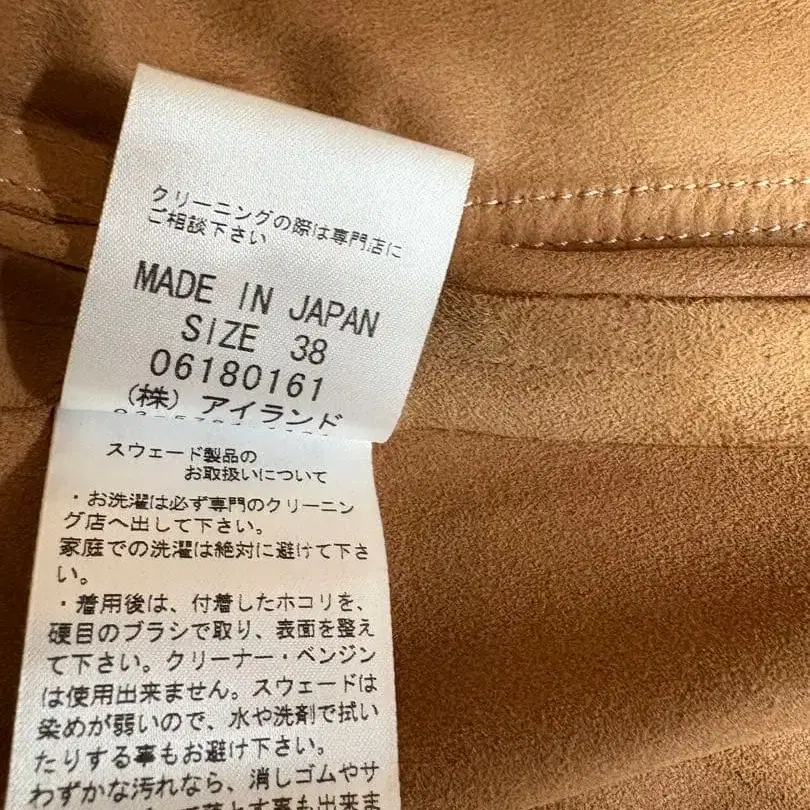 クリーニングの際は専門店に
ご相談下さい
MADE IN JAPAN
SIZE 38
06180161
(株) アイランド
スウェード製品の
お取扱いについて
・お洗濯は必ず専門のクリーニン
グ店へ出して下さい。
家庭での洗濯は絶対に避けて下さ
い。
・着用後は、付着したホコリを、
硬目のブラシで取り、表面を整え
て下さい。クリーナー・ベンジン
は使用出来ません。スウェードは
染めが弱いので、水や洗剤で拭い
たりする事もお避け下さい。
わずかな汚れなら、消しゴムやサ
て落とす事も出来ま